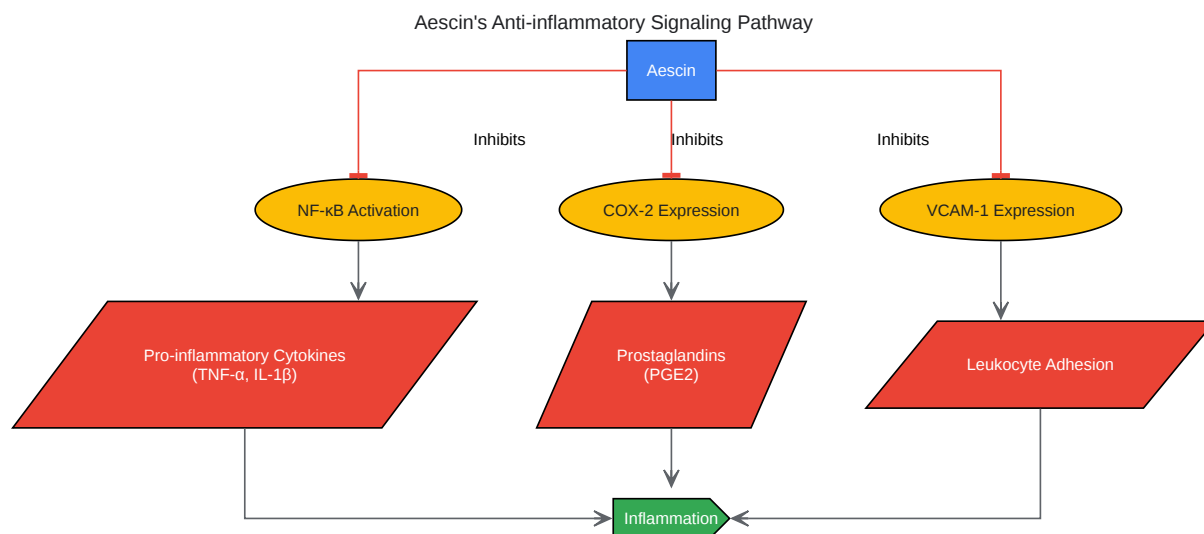 Aescin's Anti-inflammatory Signaling Pathway
Aescin
Inhibits
Inhibits
Inhibits
NF-κB Activation
COX-2 Expression
VCAM-1 Expression
Pro-inflammatory Cytokines
(TNF-α, IL-1β)
Prostaglandins
(PGE2)
Leukocyte Adhesion
Inflammation